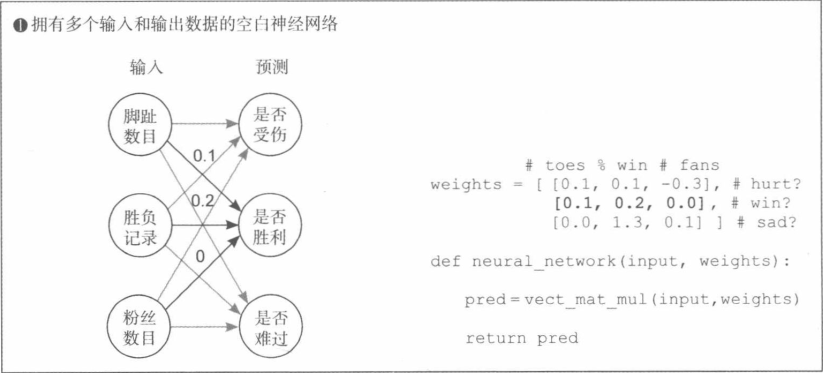 ❶拥有多个输入和输出数据的空白神经网络
输入 预测
脚趾
数目
是否
受伤
0.1
胜负
记录
0.2
是否
胜利
0
粉丝
数目
是否
难过
# toes % win # fans
weights = [ [0.1, 0.1, -0.3], # hurt?
[0.1, 0.2, 0.0], # win?
[0.0, 1.3, 0.1] ] # sad?
def neural_network(input, weights):
pred=vect_mat_mul(input,weights)
return pred